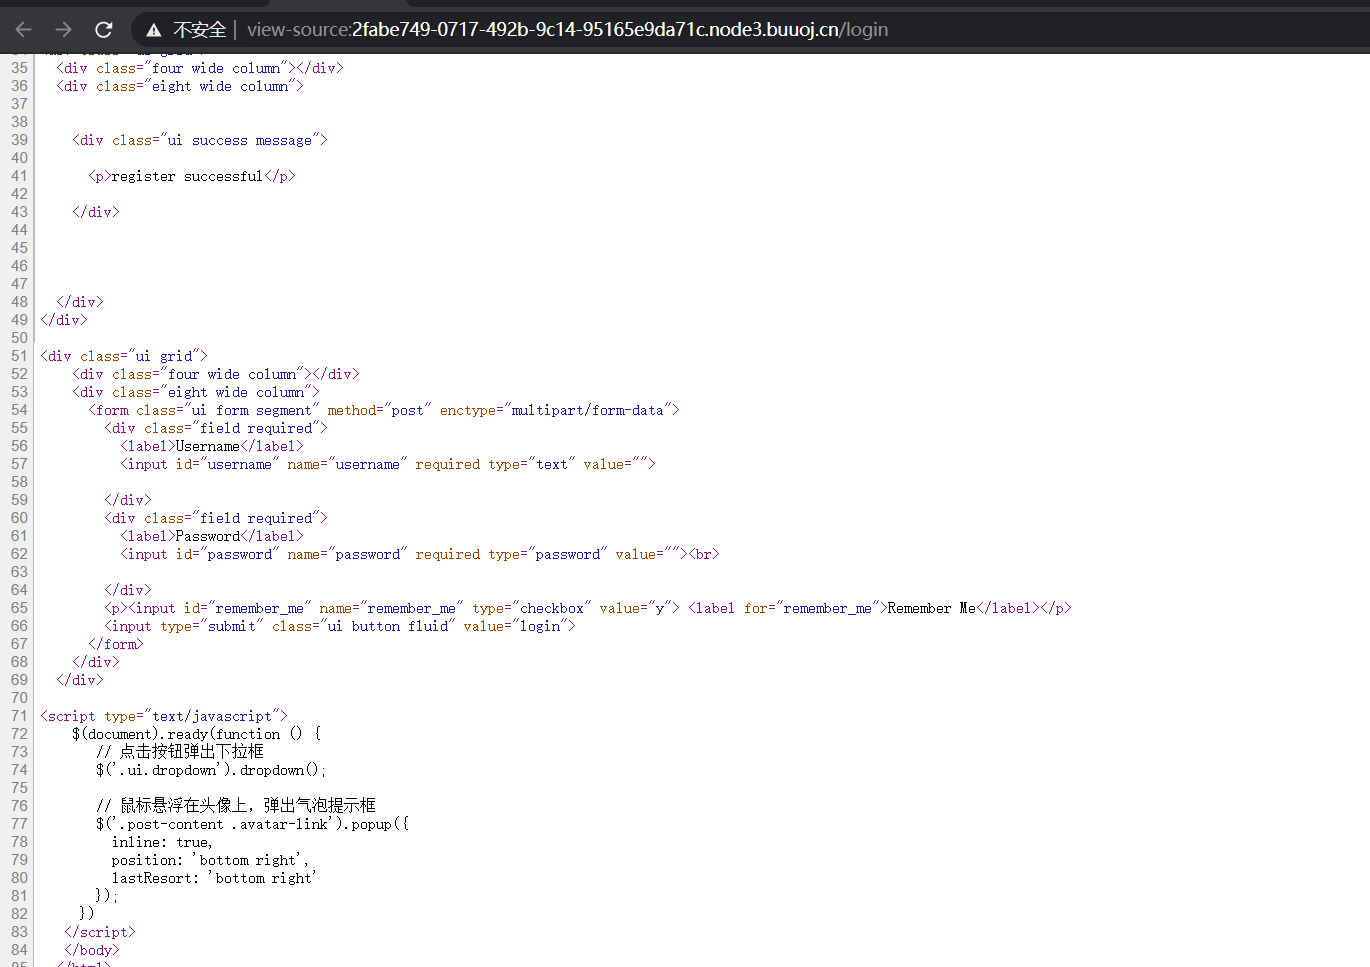 不安全 | view-source:2fabe749-0717-492b-9c14-95165e9da71c.node3.buuoj.cn/login
35 <div class="four wide column"></div>
36 <div class="eight wide column">
37
38
39 <div class="ui success message">
40
41 <p>register successful</p>
42
43 </div>
44
45
46
47
48 </div>
49 </div>
50
51 <div class="ui grid">
52 <div class="four wide column"></div>
53 <div class="eight wide column">
54 <form class="ui form segment" method="post" enctype="multipart/form-data">
55 <div class="field required">
56 <label>Username</label>
57 <input id="username" name="username" required type="text" value="">
58
59 </div>
60 <div class="field required">
61 <label>Password</label>
62 <input id="password" name="password" required type="password" value=""><br>
63
64 </div>
65 <p><input id="remember_me" name="remember_me" type="checkbox" value="y"> <label for="remember_me">Remember Me</label></p>
66 <input type="submit" class="ui button fluid" value="login">
67 </form>
68 </div>
69 </div>
70
71 <script type="text/javascript">
72 $(document).ready(function () {
73 // 点击按钮弹出下拉框
74 $('.ui.dropdown').dropdown();
75
76 // 鼠标悬浮在头像上，弹出气泡提示框
77 $('.post-content .avatar-link').popup({
78 inline: true,
79 position: 'bottom right',
80 lastResort: 'bottom right'
81 });
82 })
83 </script>
84 </body>
85 </html>